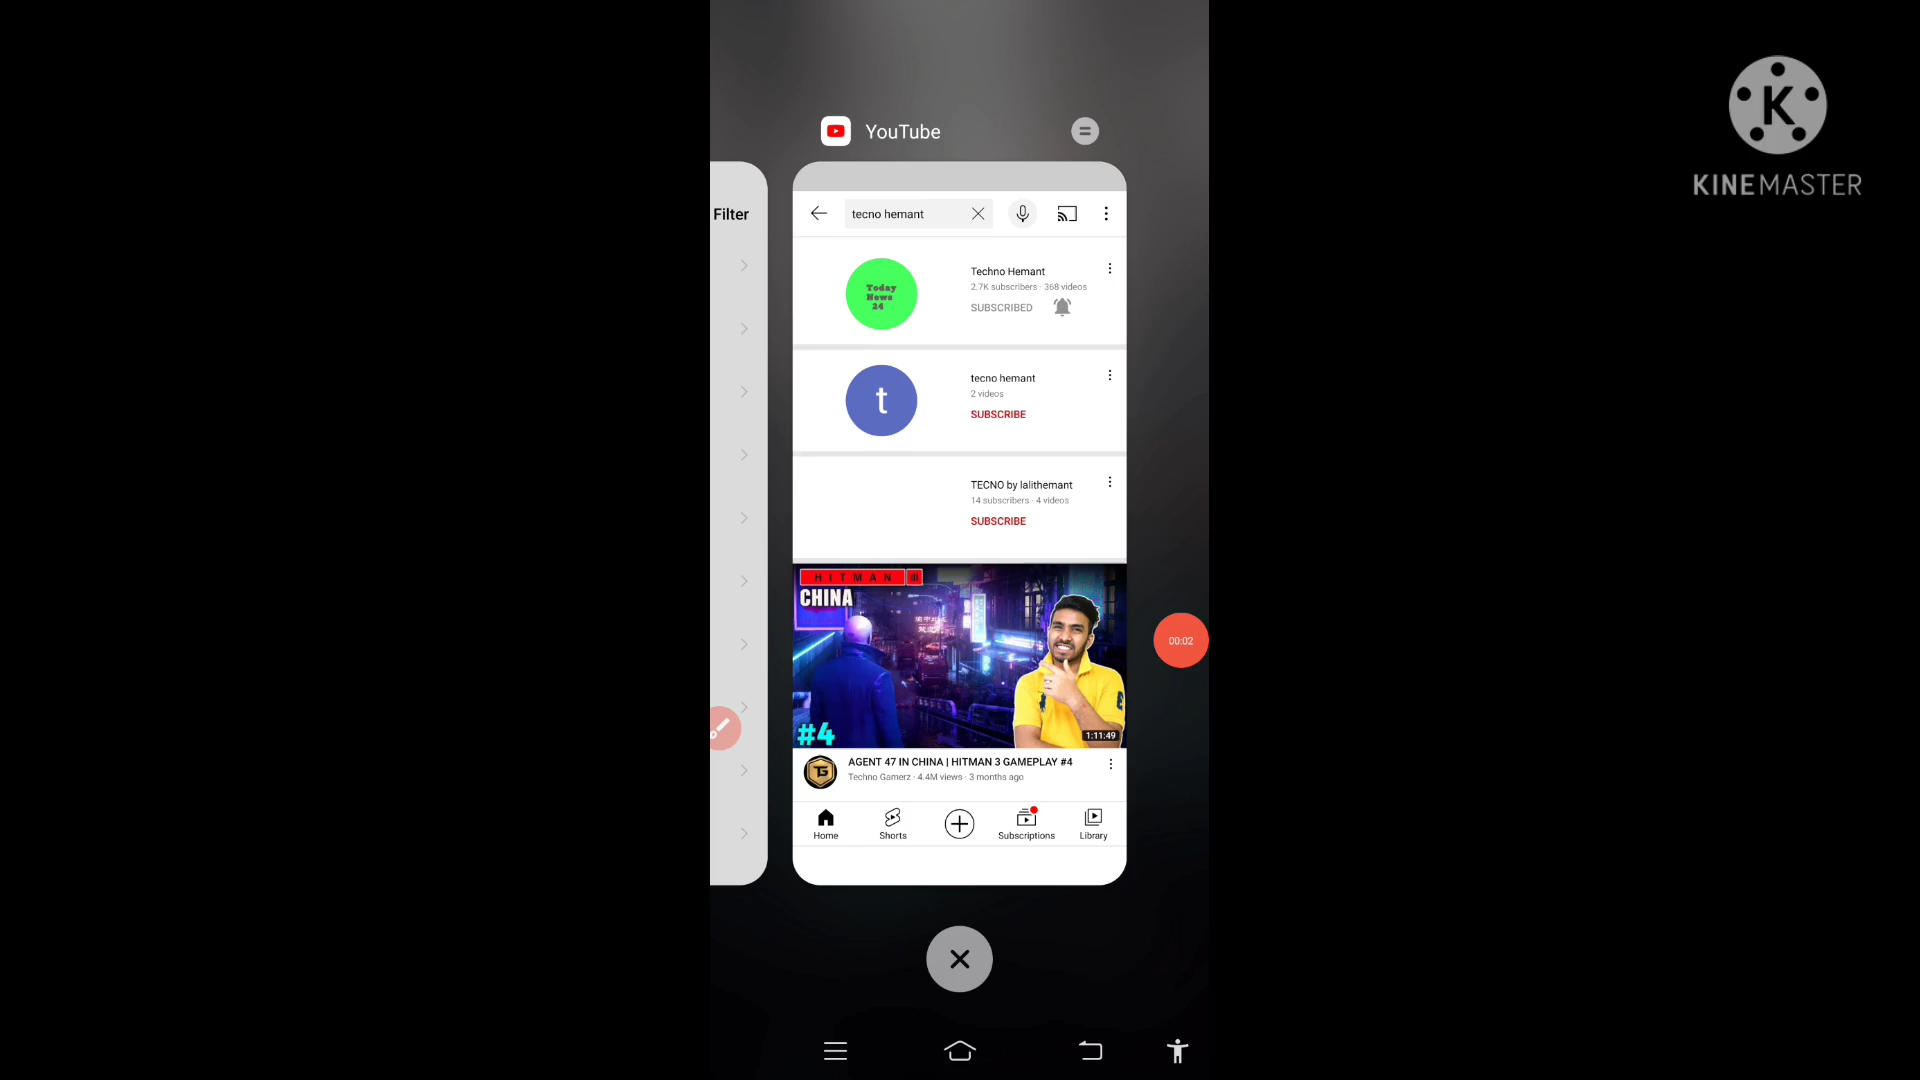 KINEMASTER
YouTube
Filter
tecno hemant
Today
News
24
Techno Hemant
2.7K subscribers · 368 videos
SUBSCRIBED
t
tecno hemant
2 videos
SUBSCRIBE
TECNO by lalithemant
14 subscribers · 4 videos
SUBSCRIBE
HITMAN III
CHINA
00:02
#4
1:11:49
TG
AGENT 47 IN CHINA | HITMAN 3 GAMEPLAY #4
Techno Gamerz · 4.4M views · 3 months ago
Home
Shorts
Subscriptions
Library